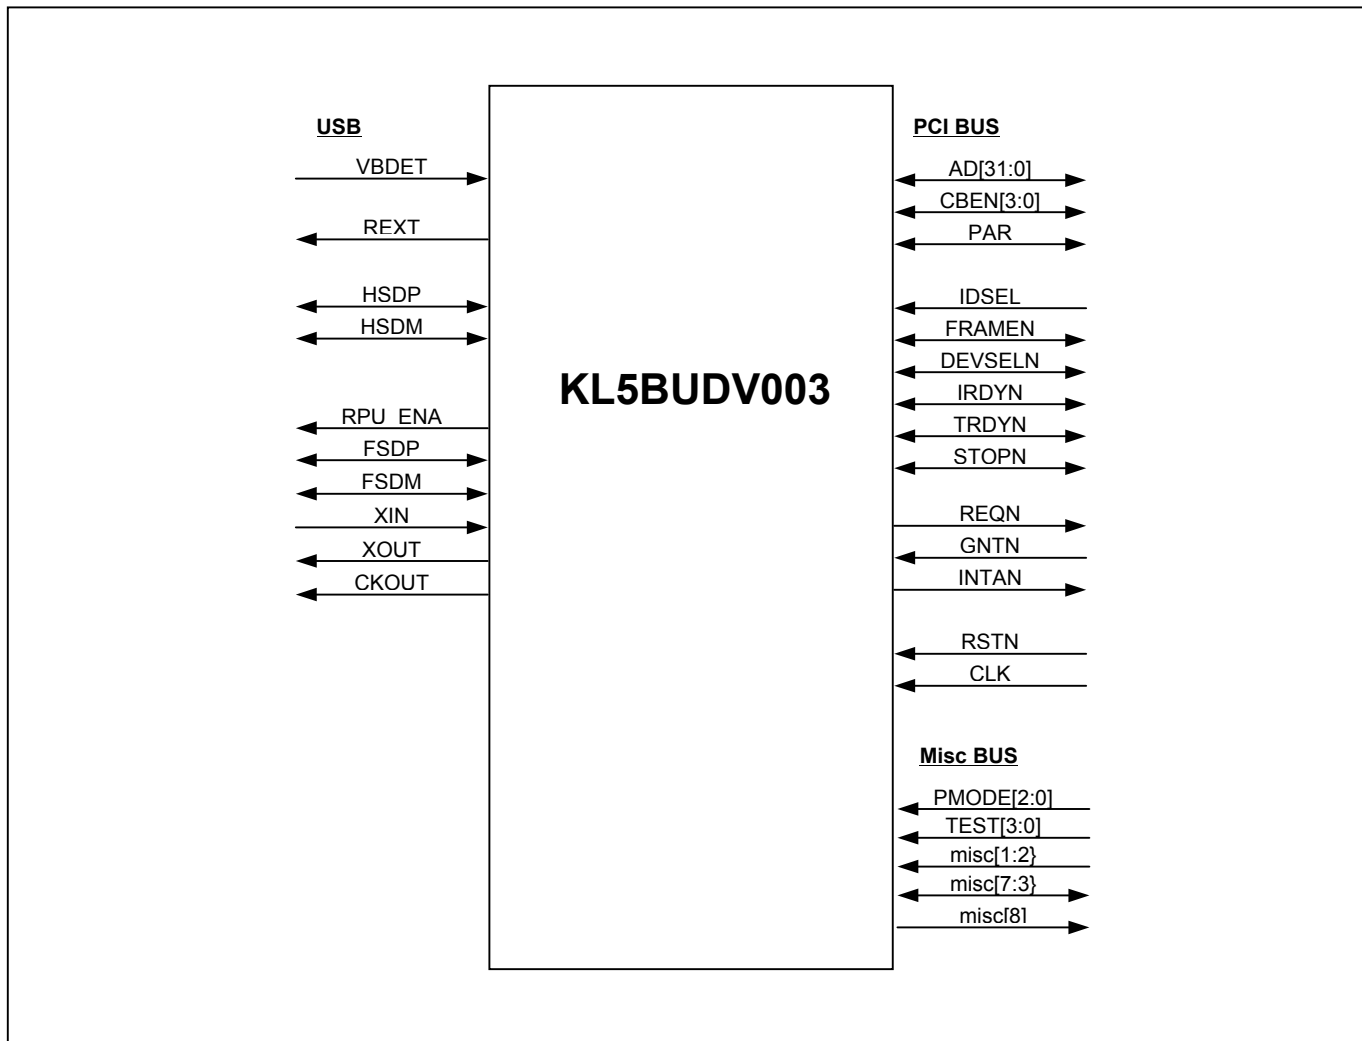 USB
VBDET
REXT
HSDP
HSDM
RPU_ENA
FSDP
FSDM
XIN
XOUT
CKOUT
KL5BUDV003
PCI BUS
AD[31:0]
CBEN[3:0]
PAR
IDSEL
FRAMEN
DEVSELN
IRDYN
TRDYN
STOPN
REQN
GNTN
INTAN
RSTN
CLK
Misc BUS
PMODE[2:0]
TEST[3:0]
misc[1:2}
misc[7:3}
misc[8]